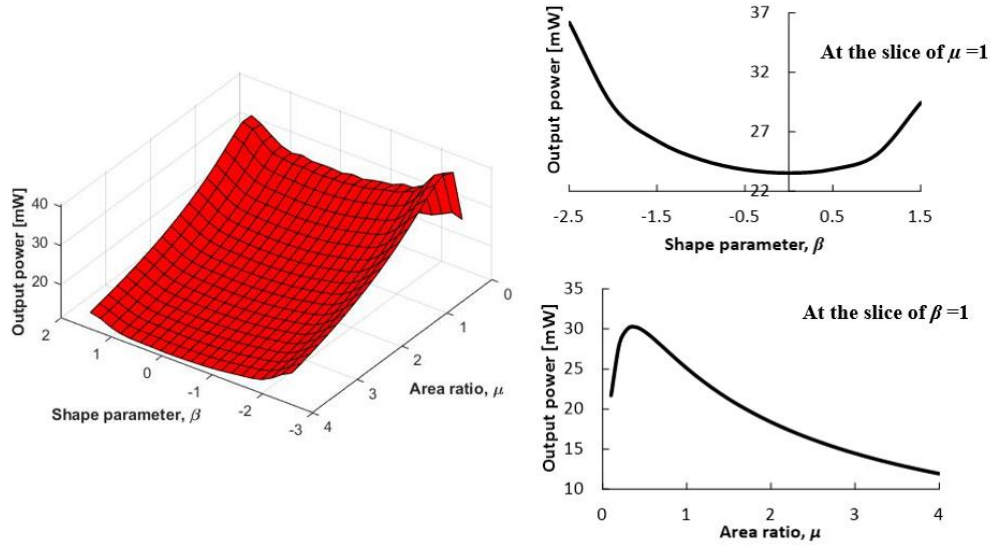 40
30
20
Output power [mW]
2
1
0
-1
-2
-3
Shape parameter, β
0
1
2
3
4
Area ratio, μ
37
32
27
22
Output power [mW]
At the slice of μ =1
-2.5 -1.5 -0.5 0.5 1.5
Shape parameter, β
35
30
25
20
15
10
Output power [mW]
At the slice of β =1
0 1 2 3 4
Area ratio, μ